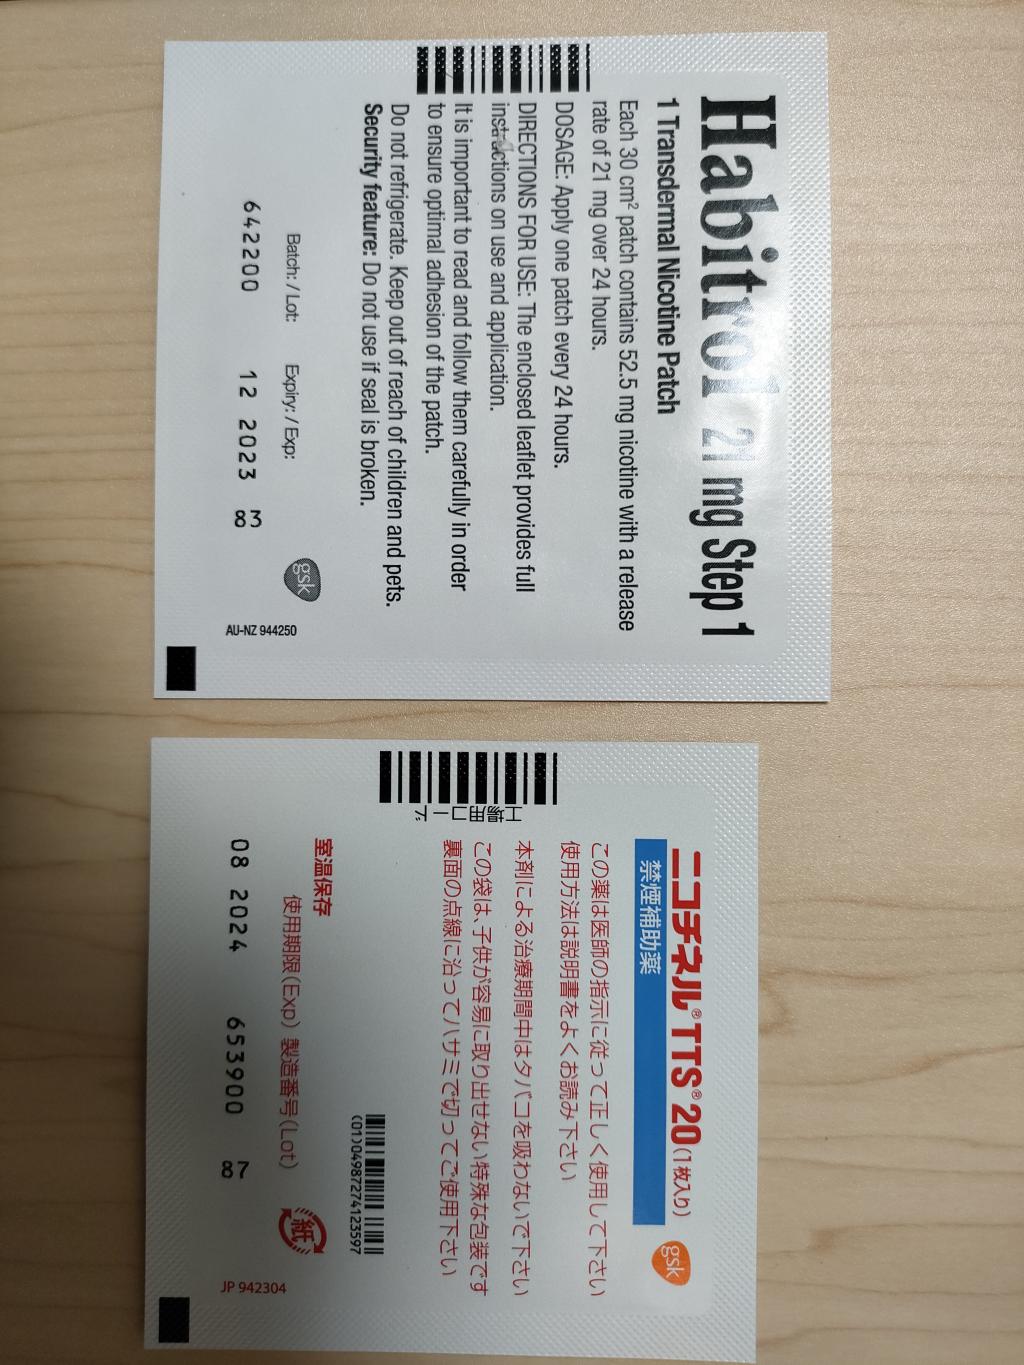 Habitrol 21 mg Step 1
1 Transdermal Nicotine Patch
Each 30 cm² patch contains 52.5 mg nicotine with a release
rate of 21 mg over 24 hours.
DOSAGE: Apply one patch every 24 hours.
DIRECTIONS FOR USE: The enclosed leaflet provides full
instructions on use and application.
It is important to read and follow them carefully in order
to ensure optimal adhesion of the patch.
Do not refrigerate. Keep out of reach of children and pets.
Security feature: Do not use if seal is broken.
Batch: / Lot: Expiry: / Exp:
642200 12 2023 3
8
gsk
AU-NZ 944250
ニコチネル® TTS® 20(1枚入り)
禁煙補助薬
gsk
この薬は医師の指示に従って正しく使用して下さい
使用方法は説明書をよくお読み下さい
本剤による治療期間中はタバコを吸わないで下さい
この袋は、子供が容易に取り出せない特殊な包装です
裏面の点線に沿ってハサミで切ってご使用下さい
工場用コード
(01)04987274123597
室温保存
使用期限(Exp) 製造番号(Lot)
08 2024 653900 87
紙
JP 942304